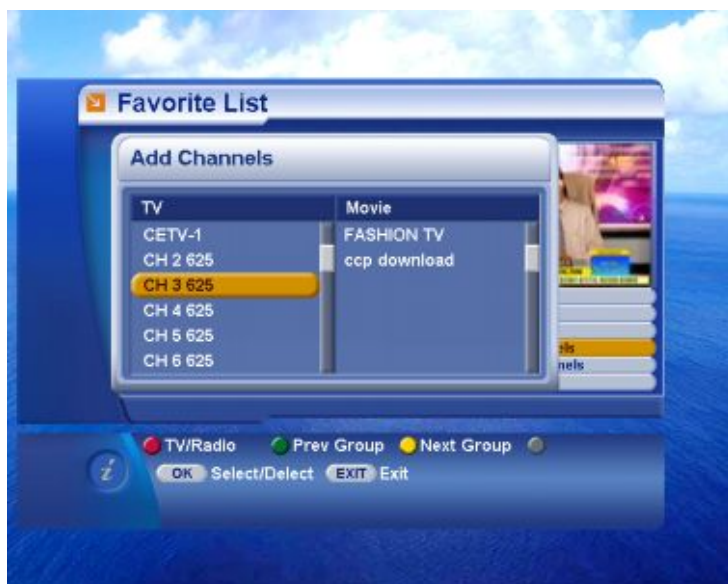 Favorite List
Add Channels
TV Movie
CETV-1 FASHION TV
CH 2 625 ccp download
CH 3 625
CH 4 625
CH 5 625
CH 6 625
els
nels
TV/Radio Prev Group Next Group
i
OK Select/Delect EXIT Exit